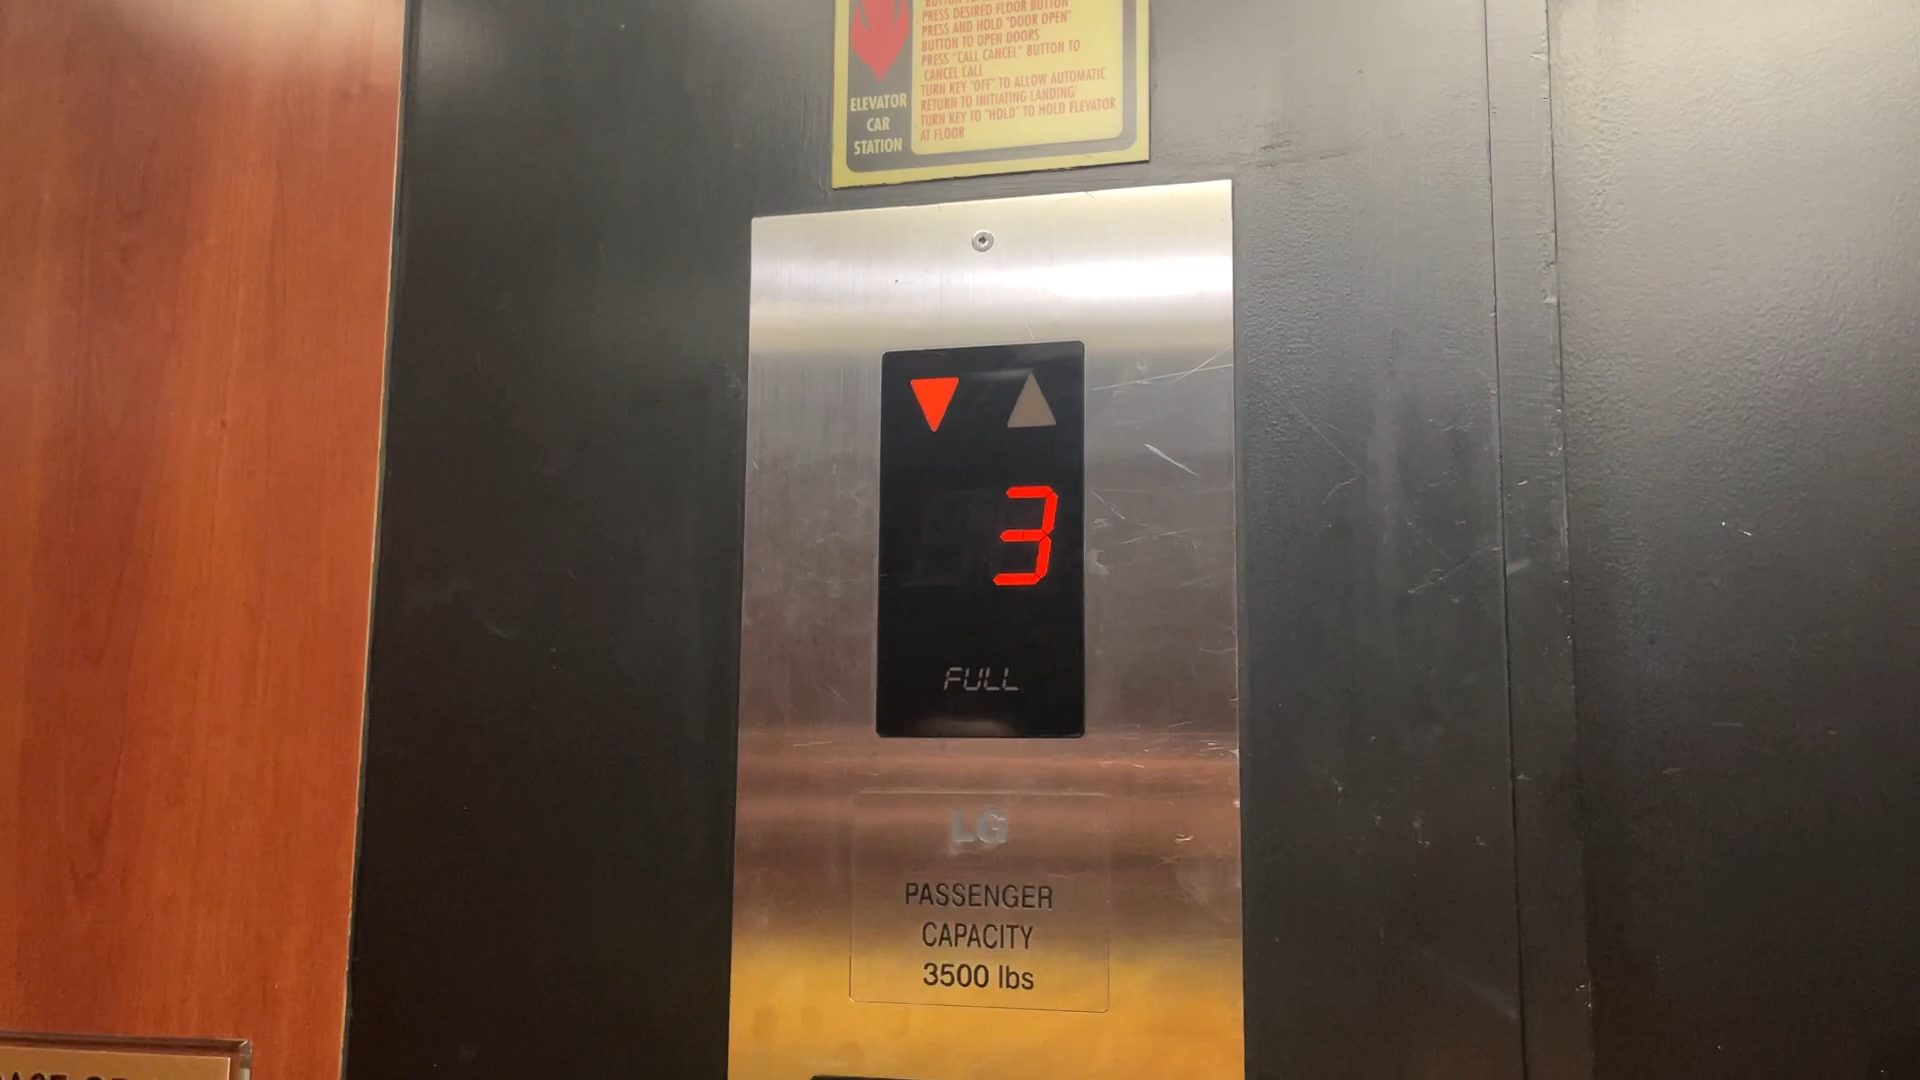 PRESS DESIRED FLOOR BUTTON
PRESS AND HOLD "DOOR OPEN"
BUTTON TO OPEN DOORS
PRESS "CALL CANCEL" BUTTON TO
CANCEL CALL
TURN KEY "OFF" TO ALLOW AUTOMATIC
RETURN TO INITIATING LANDING
TURN KEY TO "HOLD" TO HOLD ELEVATOR
AT FLOOR
ELEVATOR
CAR
STATION
3
FULL
LG
PASSENGER
CAPACITY
3500 lbs